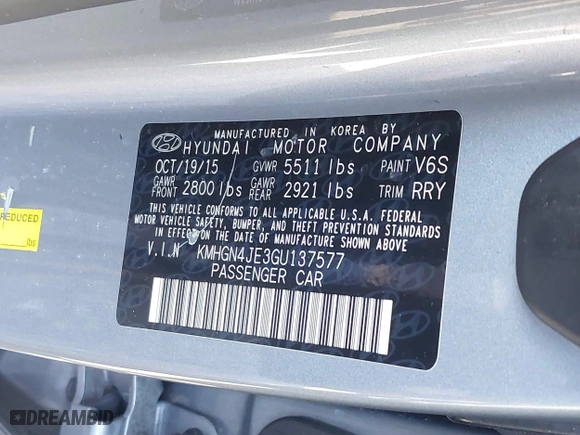 MANUFACTURED IN KOREA BY
HYUNDAI MOTOR COMPANY
OCT/19/15 GVWR 5511 lbs PAINT V6S
GAWR FRONT 2800 lbs GAWR REAR 2921 lbs TRIM RRY
THIS VEHICLE CONFORMS TO ALL APPLICABLE U.S.A. FEDERAL
MOTOR VEHICLE SAFETY, BUMPER, AND THEFT PREVENTION STANDARDS
IN EFFECT ON THE DATE OF MANUFACTURE SHOWN ABOVE.
V.I.N KMHGN4JE3GU137577
PASSENGER CAR
REDUCED
lbs
DREAMBID